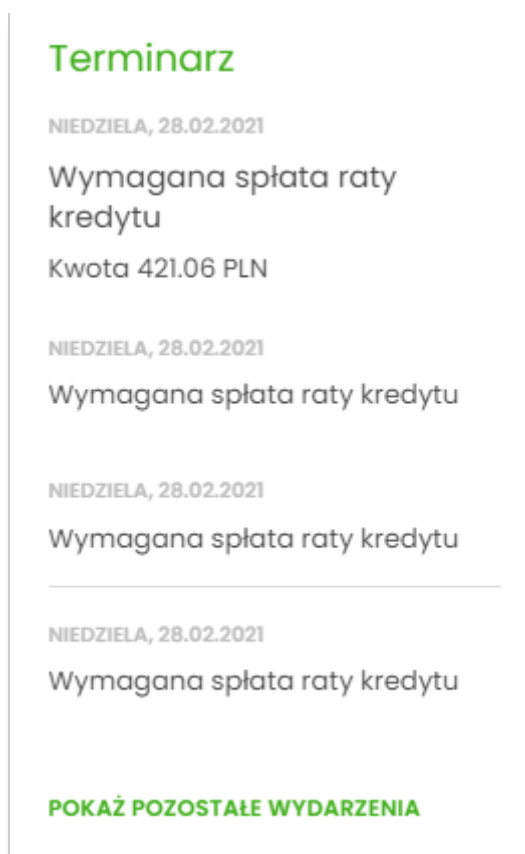 Terminarz
NIEDZIELA, 28.02.2021
Wymagana spłata raty
kredytu
Kwota 421.06 PLN
NIEDZIELA, 28.02.2021
Wymagana spłata raty kredytu
NIEDZIELA, 28.02.2021
Wymagana spłata raty kredytu
NIEDZIELA, 28.02.2021
Wymagana spłata raty kredytu
POKAŻ POZOSTAŁE WYDARZENIA